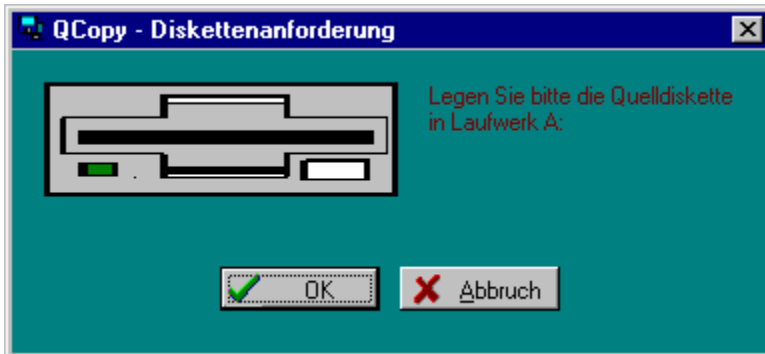 QCopy - Diskettenanforderung
Legen Sie bitte die Quelldiskette
in Laufwerk A:
OK
Abbruch